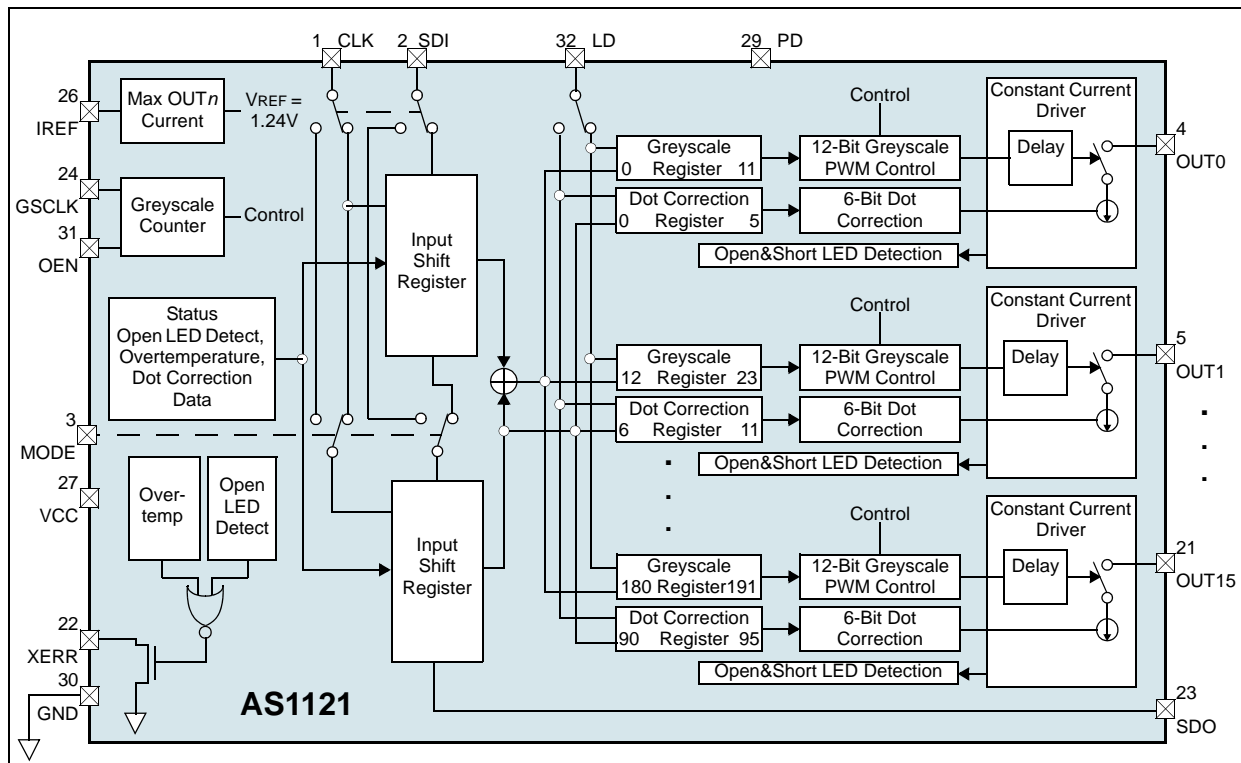 1 CLK
2 SDI
32 LD
29 PD
26
IREF
Max OUTn
Current
VREF =
1.24V
24
GSCLK
31
OEN
Greyscale
Counter
Control
Status
Open LED Detect,
Overtemperature,
Dot Correction
Data
3
MODE
27
VCC
Over-
temp
Open
LED
Detect
22
XERR
30
GND
AS1121
Input
Shift
Register
Input
Shift
Register
Control
Greyscale
0 Register 11
12-Bit Greyscale
PWM Control
Dot Correction
0 Register 5
6-Bit Dot
Correction
Open&Short LED Detection
Constant Current
Driver
Delay
4
OUT0
Control
Greyscale
12 Register 23
12-Bit Greyscale
PWM Control
Dot Correction
6 Register 11
6-Bit Dot
Correction
Open&Short LED Detection
Constant Current
Driver
Delay
5
OUT1
Control
Greyscale
180 Register191
12-Bit Greyscale
PWM Control
Dot Correction
90 Register 95
6-Bit Dot
Correction
Open&Short LED Detection
Constant Current
Driver
Delay
21
OUT15
23
SDO